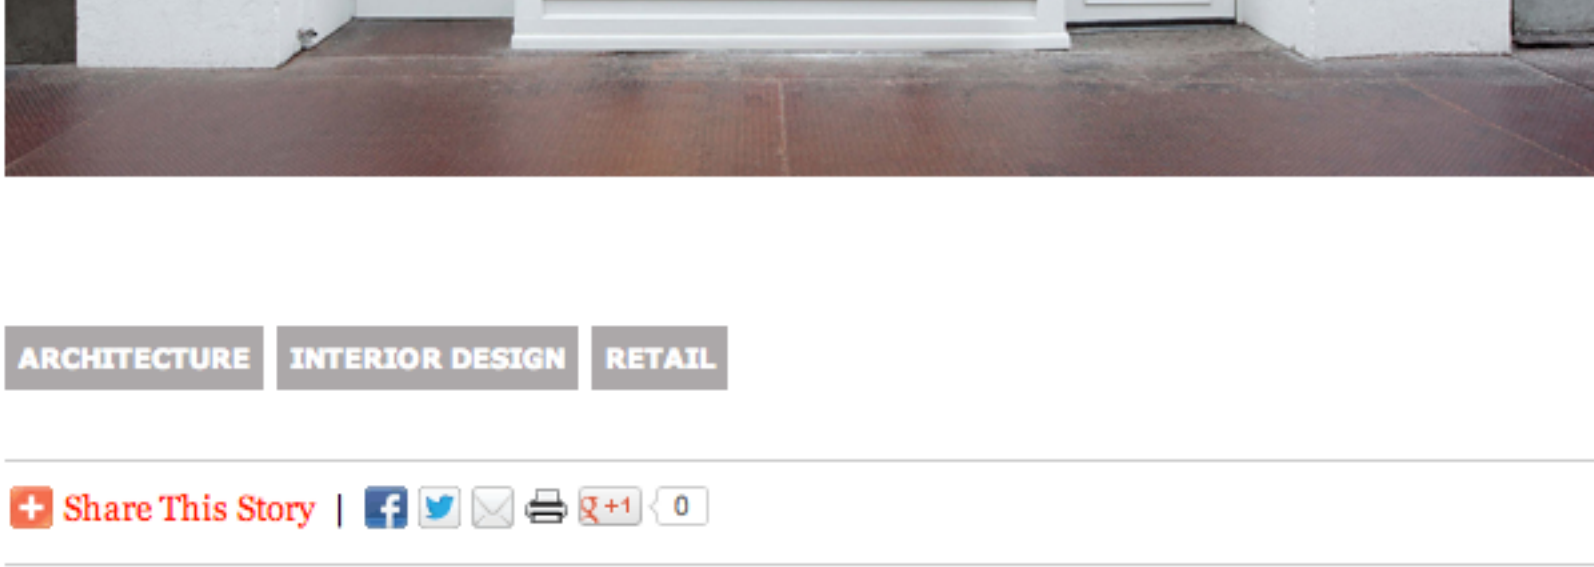 ARCHITECTURE INTERIOR DESIGN RETAIL
Share This Story | f g +1 0